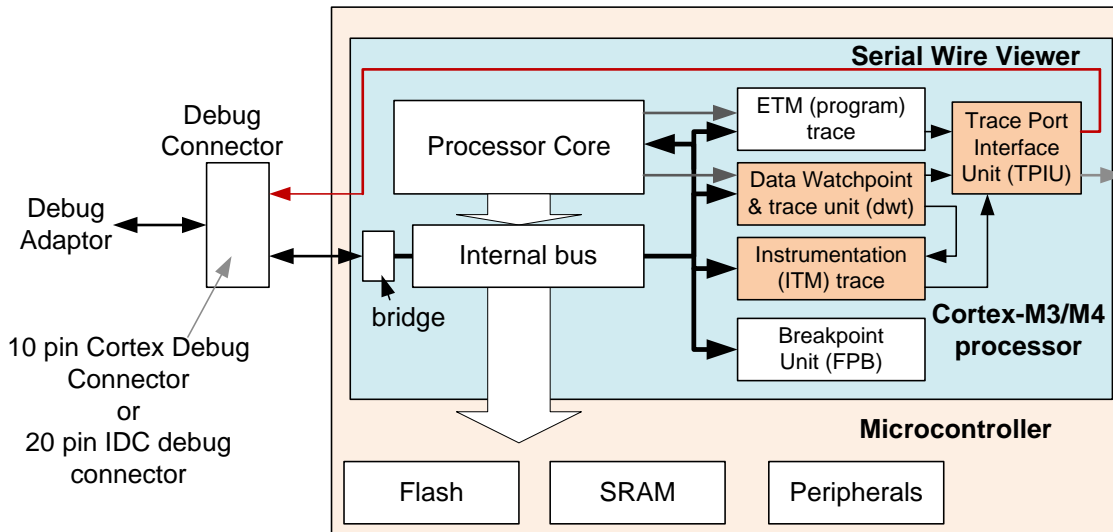 Serial Wire Viewer
Debug
Connector
Debug
Adaptor
10 pin Cortex Debug
Connector
or
20 pin IDC debug
connector
Processor Core
Internal bus
bridge
ETM (program)
trace
Data Watchpoint
& trace unit (dwt)
Instrumentation
(ITM) trace
Breakpoint
Unit (FPB)
Trace Port
Interface
Unit (TPIU)
Cortex-M3/M4
processor
Microcontroller
Flash
SRAM
Peripherals